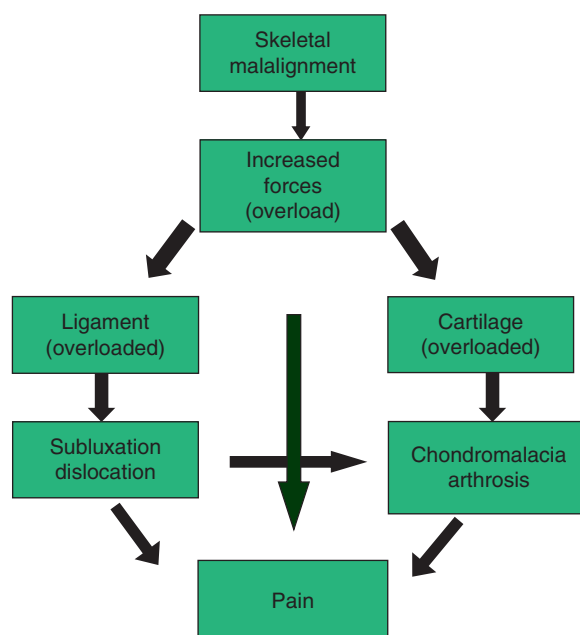 Skeletal
malalignment
Increased
forces
(overload)
Ligament
(overloaded)
Cartilage
(overloaded)
Subluxation
dislocation
Chondromalacia
arthrosis
Pain